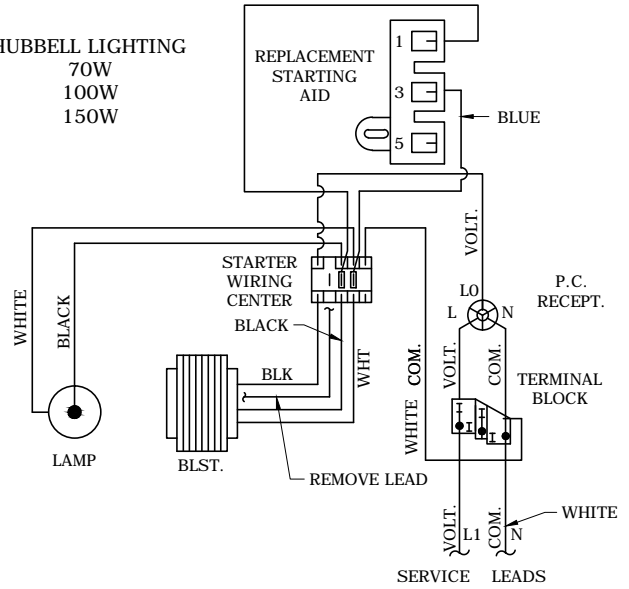 HUBBELL LIGHTING
70W
100W
150W
REPLACEMENT
STARTING
AID
1
3
5
BLUE
VOLT.
STARTER
WIRING
CENTER
P.C.
RECEPT.
LO
L
N
WHITE
BLACK
BLACK
WHT
COM.
VOLT.
COM.
TERMINAL
BLOCK
BLK
WHITE
LAMP
BLST.
REMOVE LEAD
WHITE
VOLT.
L1
COM.
N
SERVICE LEADS